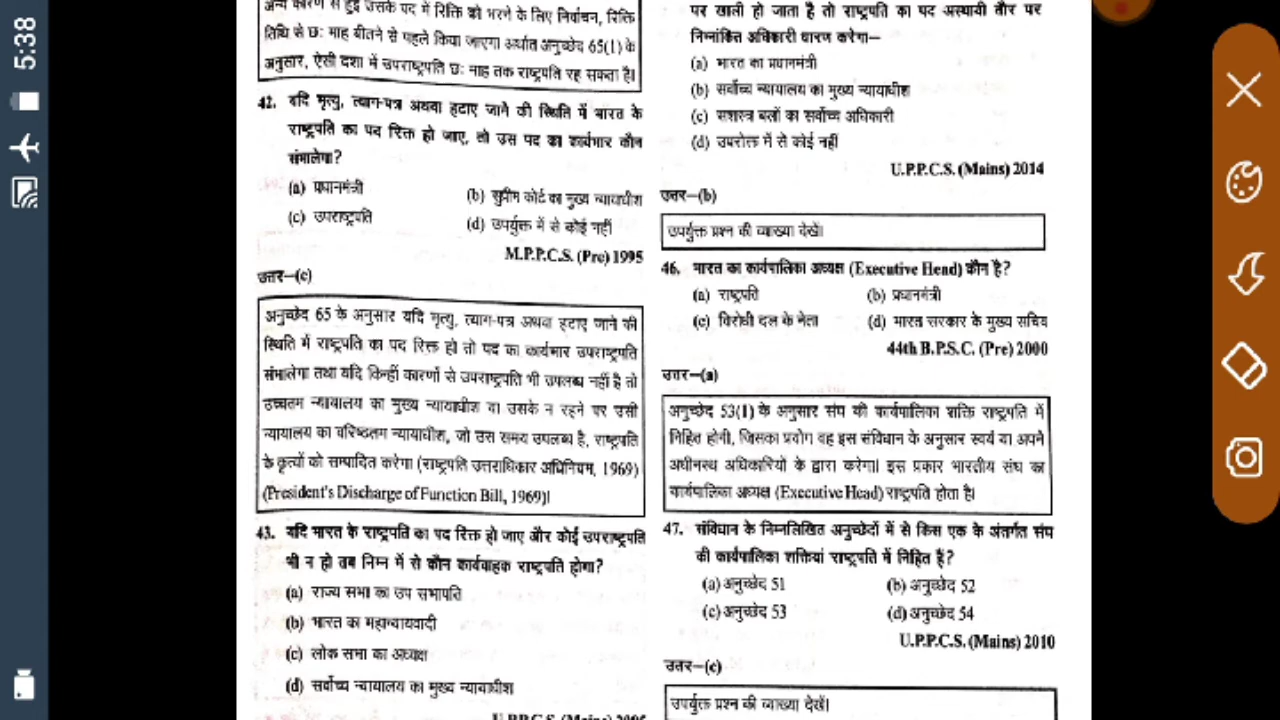 5:38
अन्य कारण से हुई उसके पद में रिक्ति को भरने के लिए निर्वाचन, रिक्ति
तिथि से छः माह बीतने से पहले किया जाएगा अर्थात अनुच्छेद 65(1) के
अनुसार, ऐसी दशा में उपराष्ट्रपति छः माह तक राष्ट्रपति रह सकता है।
42. यदि मृत्यु, त्याग-पत्र अथवा हटाए जाने की स्थिति में भारत के
राष्ट्रपति का पद रिक्त हो जाए, तो उस पद का कार्यभार कौन
संभालेगा?
(a) प्रधानमंत्री (b) सुप्रीम कोर्ट का मुख्य न्यायाधीश
(c) उपराष्ट्रपति (d) उपर्युक्त में से कोई नहीं
M.P.P.C.S. (Pre) 1995
उत्तर—(c)
अनुच्छेद 65 के अनुसार यदि मृत्यु, त्याग-पत्र अथवा हटाए जाने की
स्थिति में राष्ट्रपति का पद रिक्त हो तो पद का कार्यभार उपराष्ट्रपति
संभालेगा तथा यदि किन्हीं कारणों से उपराष्ट्रपति भी उपलब्ध नहीं है तो
उच्चतम न्यायालय का मुख्य न्यायाधीश या उसके न रहने पर उसी
न्यायालय का वरिष्ठतम न्यायाधीश, जो उस समय उपलब्ध है, राष्ट्रपति
के कृत्यों को सम्पादित करेगा (राष्ट्रपति उत्तराधिकार अधिनियम, 1969)
(President's Discharge of Function Bill, 1969)।
43. यदि भारत के राष्ट्रपति का पद रिक्त हो जाए और कोई उपराष्ट्रपति
भी न हो तब निम्न में से कौन कार्यवाहक राष्ट्रपति होगा?
(a) राज्य सभा का उप सभापति
(b) भारत का महान्यायवादी
(c) लोक सभा का अध्यक्ष
(d) सर्वोच्च न्यायालय का मुख्य न्यायाधीश
पर खाली हो जाता है तो राष्ट्रपति का पद अस्थायी तौर पर
निम्नांकित अधिकारी धारण करेगा—
(a) भारत का प्रधानमंत्री
(b) सर्वोच्च न्यायालय का मुख्य न्यायाधीश
(c) सशस्त्र बलों का सर्वोच्च अधिकारी
(d) उपरोक्त में से कोई नहीं
U.P.P.C.S. (Mains) 2014
उत्तर—(b)
उपर्युक्त प्रश्न की व्याख्या देखें।
46. भारत का कार्यपालिका अध्यक्ष (Executive Head) कौन है?
(a) राष्ट्रपति (b) प्रधानमंत्री
(c) विरोधी दल के नेता (d) भारत सरकार के मुख्य सचिव
44th B.P.S.C. (Pre) 2000
उत्तर—(a)
अनुच्छेद 53(1) के अनुसार संघ की कार्यपालिका शक्ति राष्ट्रपति में
निहित होगी, जिसका प्रयोग वह इस संविधान के अनुसार स्वयं या अपने
अधीनस्थ अधिकारियों के द्वारा करेगा। इस प्रकार भारतीय संघ का
कार्यपालिका अध्यक्ष (Executive Head) राष्ट्रपति होता है।
47. संविधान के निम्नलिखित अनुच्छेदों में से किस एक के अंतर्गत संघ
की कार्यपालिका शक्तियां राष्ट्रपति में निहित हैं?
(a) अनुच्छेद 51 (b) अनुच्छेद 52
(c) अनुच्छेद 53 (d) अनुच्छेद 54
U.P.P.C.S. (Mains) 2010
उत्तर—(c)
उपर्युक्त प्रश्न की व्याख्या देखें।